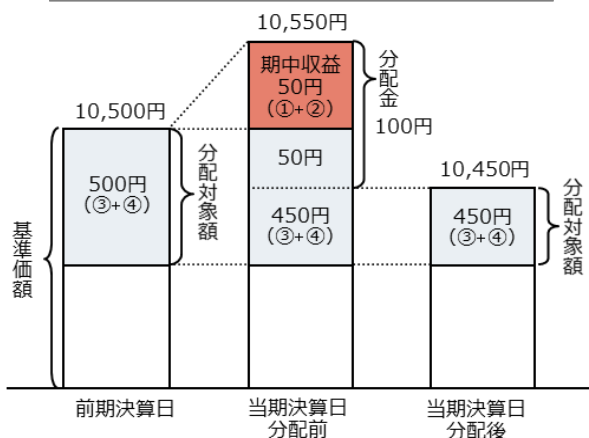 10,550円
期中収益
50円
(①+②)
分配金
100円
10,500円
50円
10,450円
500円
(③+④)
分配対象額
450円
(③+④)
450円
(③+④)
分配対象額
基準価額
前期決算日
当期決算日
分配前
当期決算日
分配後